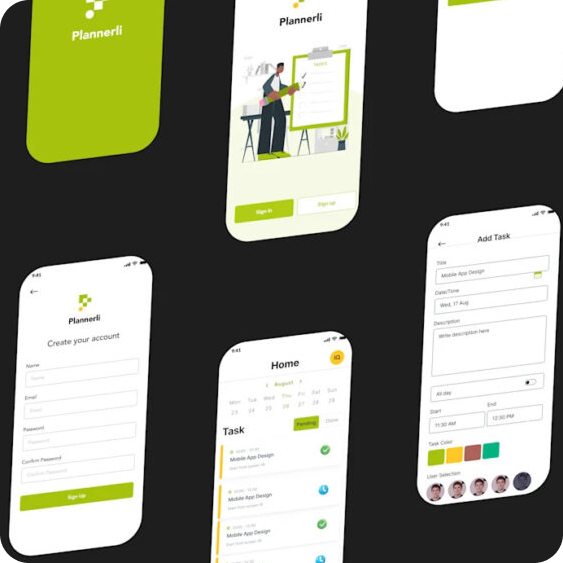 Plannerli
Plannerli
Sign in
Sign up
9:41
Plannerli
Create your account
Name
Name
Email
Email
Password
Password
Confirm Password
Confirm Password
Sign Up
9:41
Home
IQ
< August >
Mon Tue Wed Thu Fri Sat Sun
23 24 25 26 27 28 29
Task
Pending
Done
Mobile App Design
Mobile App Design
Mobile App Design
9:41
Add Task
Title
Mobile App Design
Date/Time
Wed, 17 Aug
Description
Write description here
All day
Start
End
11:30 AM
12:30 PM
Task Color
User Selection